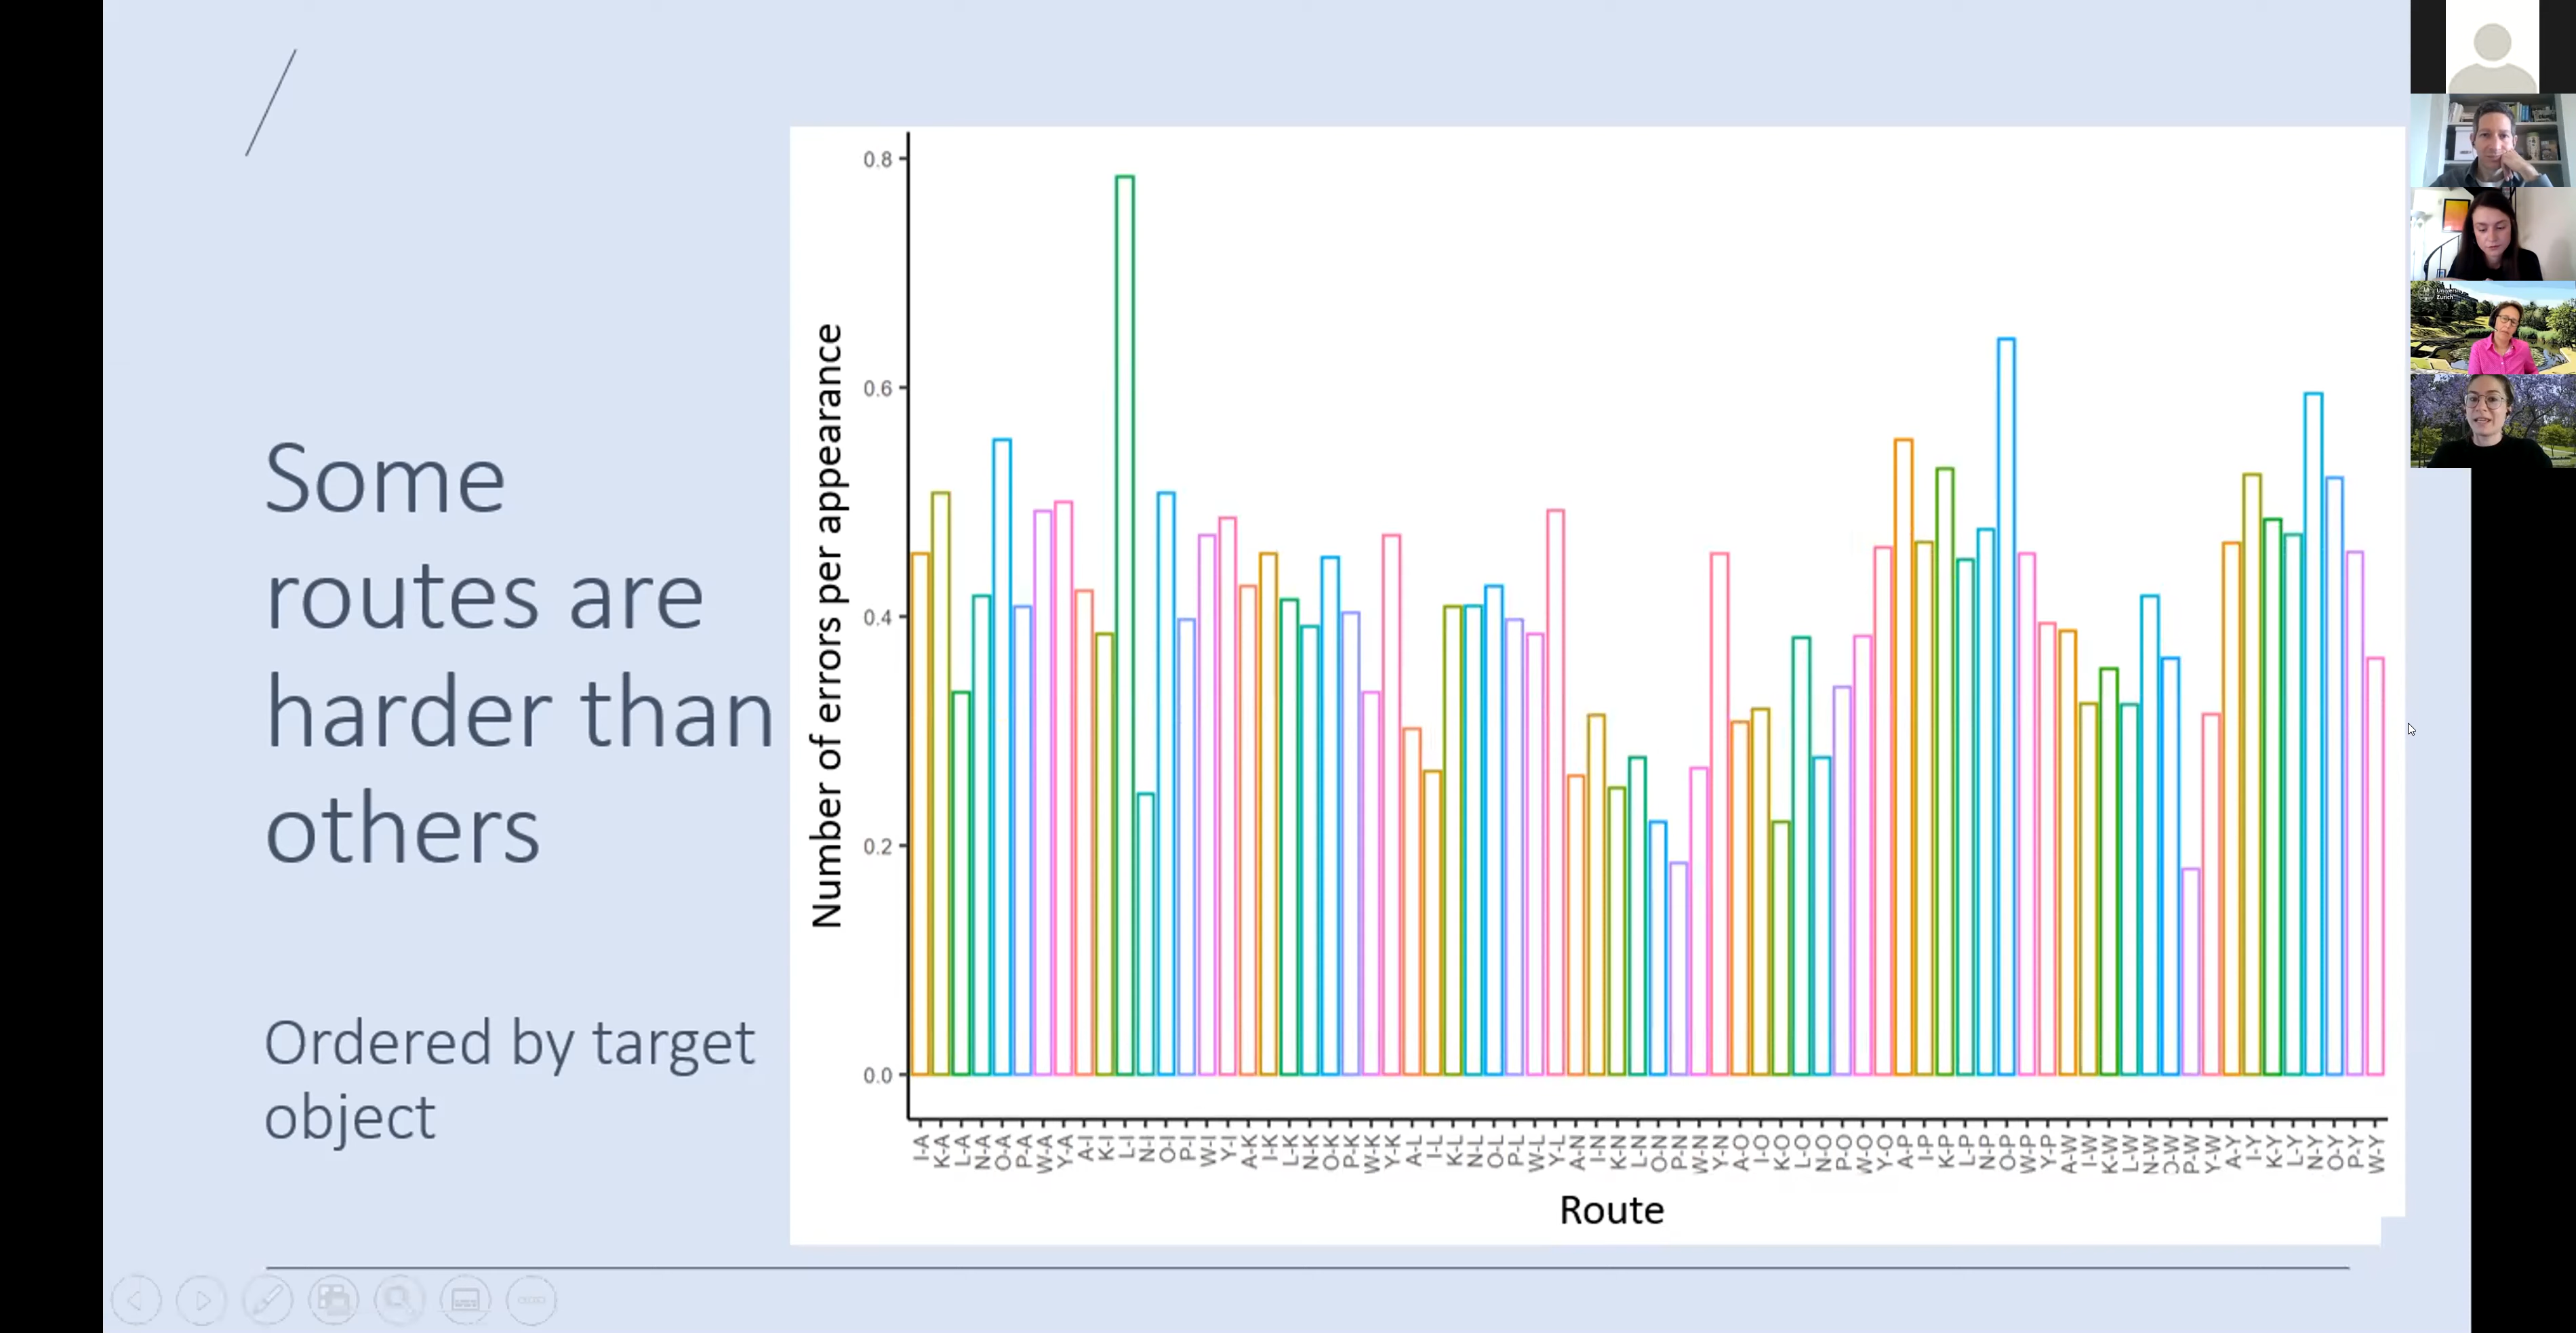 Some
routes are
harder than
others
Ordered by target
object
Number of errors per appearance
0.8
0.6
0.4
0.2
0.0
I-A K-A L-A N-A O-A P-A W-A Y-A A-I K-I L-I N-I O-I P-I W-I Y-I A-K I-K L-K N-K O-K P-K W-K Y-K A-L I-L K-L N-L O-L P-L W-L Y-L A-N I-N K-N L-N O-N P-N W-N Y-N A-O I-O K-O L-O N-O P-O W-O Y-O A-P I-P K-P L-P N-P O-P W-P Y-P A-W I-W K-W L-W N-W O-W P-W Y-W A-Y I-Y K-Y L-Y N-Y O-Y P-Y W-Y
Route
Zurich